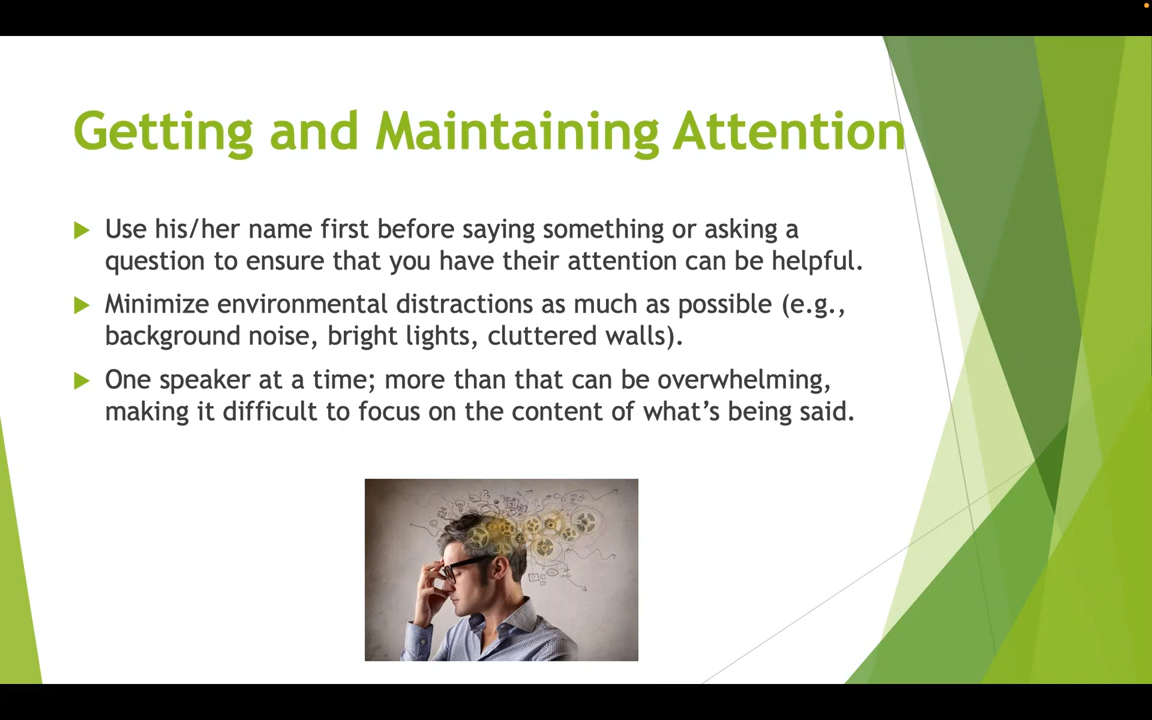 Getting and Maintaining Attention
Use his/her name first before saying something or asking a
question to ensure that you have their attention can be helpful.
Minimize environmental distractions as much as possible (e.g.,
background noise, bright lights, cluttered walls).
One speaker at a time; more than that can be overwhelming,
making it difficult to focus on the content of what’s being said.